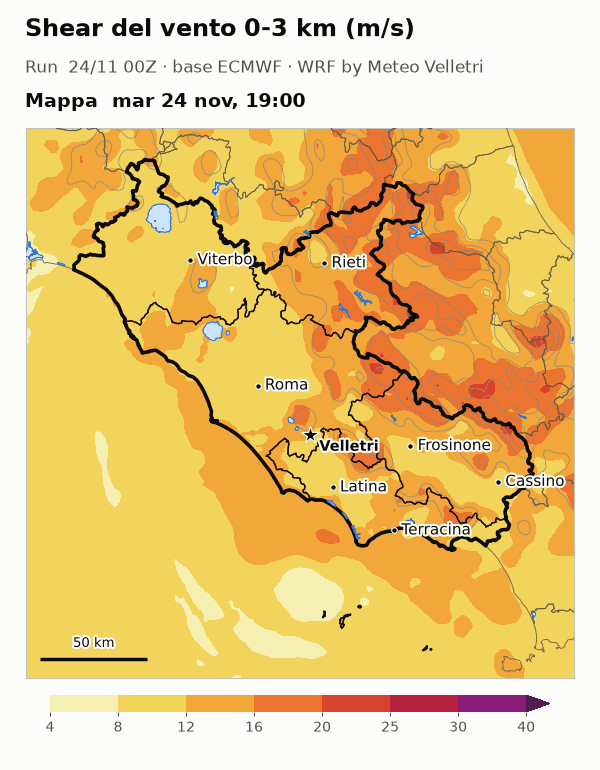 Shear del vento 0-3 km (m/s)
Run  24/11 00Z · base ECMWF · WRF by Meteo Velletri
Mappa  mar 24 nov, 19:00
Viterbo
Rieti
Roma
Velletri
Frosinone
Cassino
Latina
Terracina
50 km
4 8 12 16 20 25 30 40